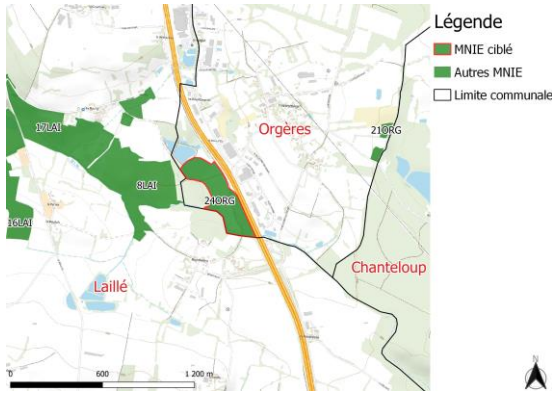 Légende
MNIE ciblé
Autres MNIE
Limite communale
Orgères
21ORG
17LAI
8LAI
24ORG
16LAI
Chanteloup
Laillé
0 600 1 200 m
N